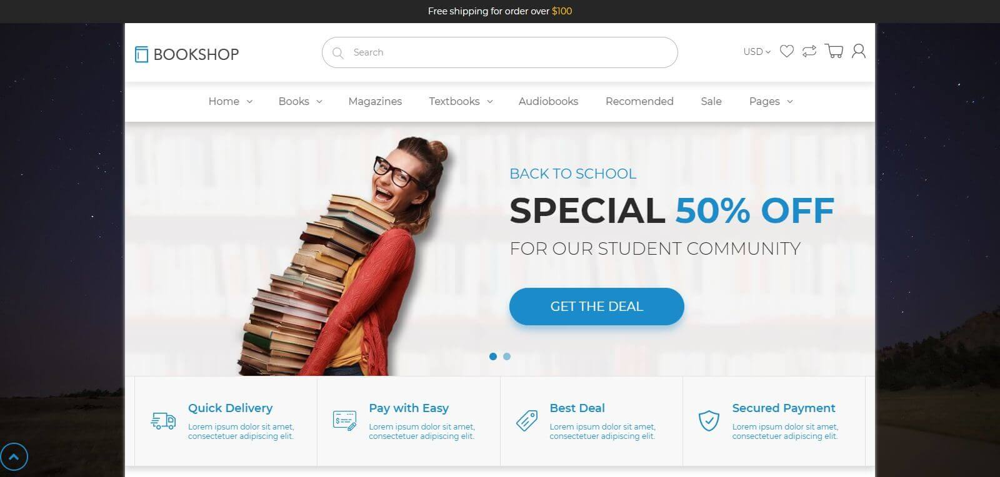 Free shipping for order over $100
BOOKSHOP
Search
USD
Home
Books
Magazines
Textbooks
Audiobooks
Recomended
Sale
Pages
BACK TO SCHOOL
SPECIAL 50% OFF
FOR OUR STUDENT COMMUNITY
GET THE DEAL
Quick Delivery
Lorem ipsum dolor sit amet,
consectetuer adipiscing elit.
Pay with Easy
Lorem ipsum dolor sit amet,
consectetuer adipiscing elit.
Best Deal
Lorem ipsum dolor sit amet,
consectetuer adipiscing elit.
Secured Payment
Lorem ipsum dolor sit amet,
consectetuer adipiscing elit.